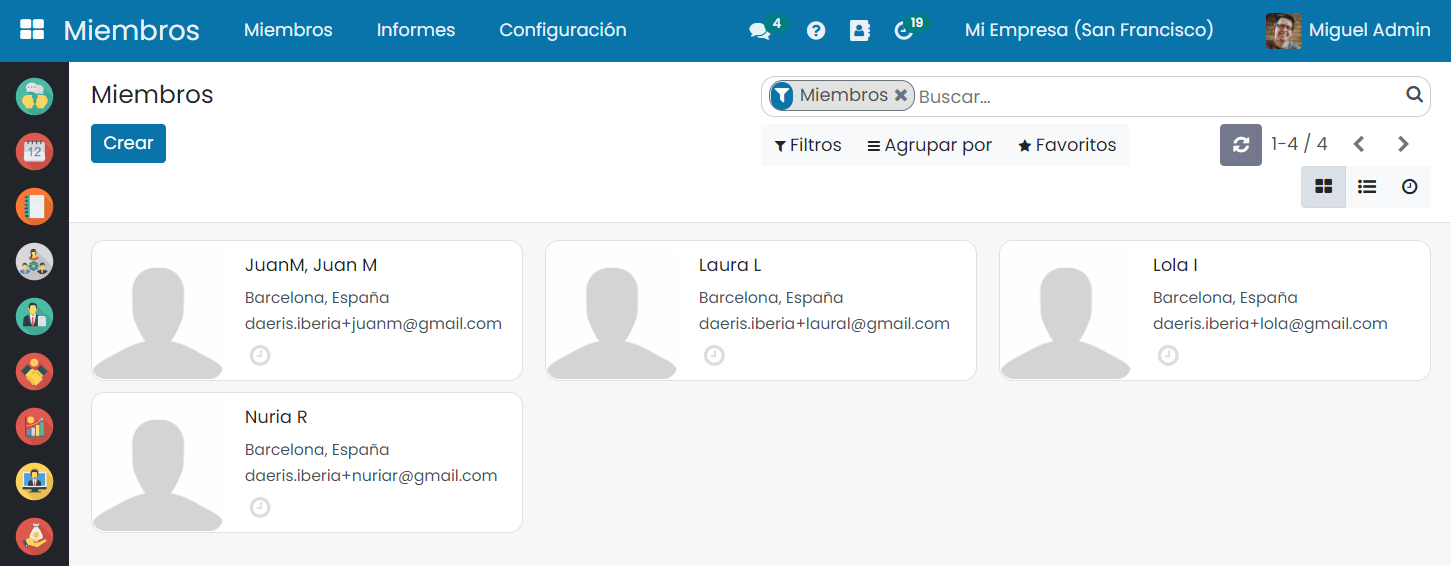 Miembros Miembros Informes Configuración 4 19 Mi Empresa (San Francisco) Miguel Admin
Miembros
Miembros Buscar...
Crear
Filtros Agrupar por Favoritos 1-4 / 4
12
JuanM, Juan M
Barcelona, España
daeris.iberia+juanm@gmail.com
Laura L
Barcelona, España
daeris.iberia+laural@gmail.com
Lola I
Barcelona, España
daeris.iberia+lola@gmail.com
Nuria R
Barcelona, España
daeris.iberia+nuriar@gmail.com